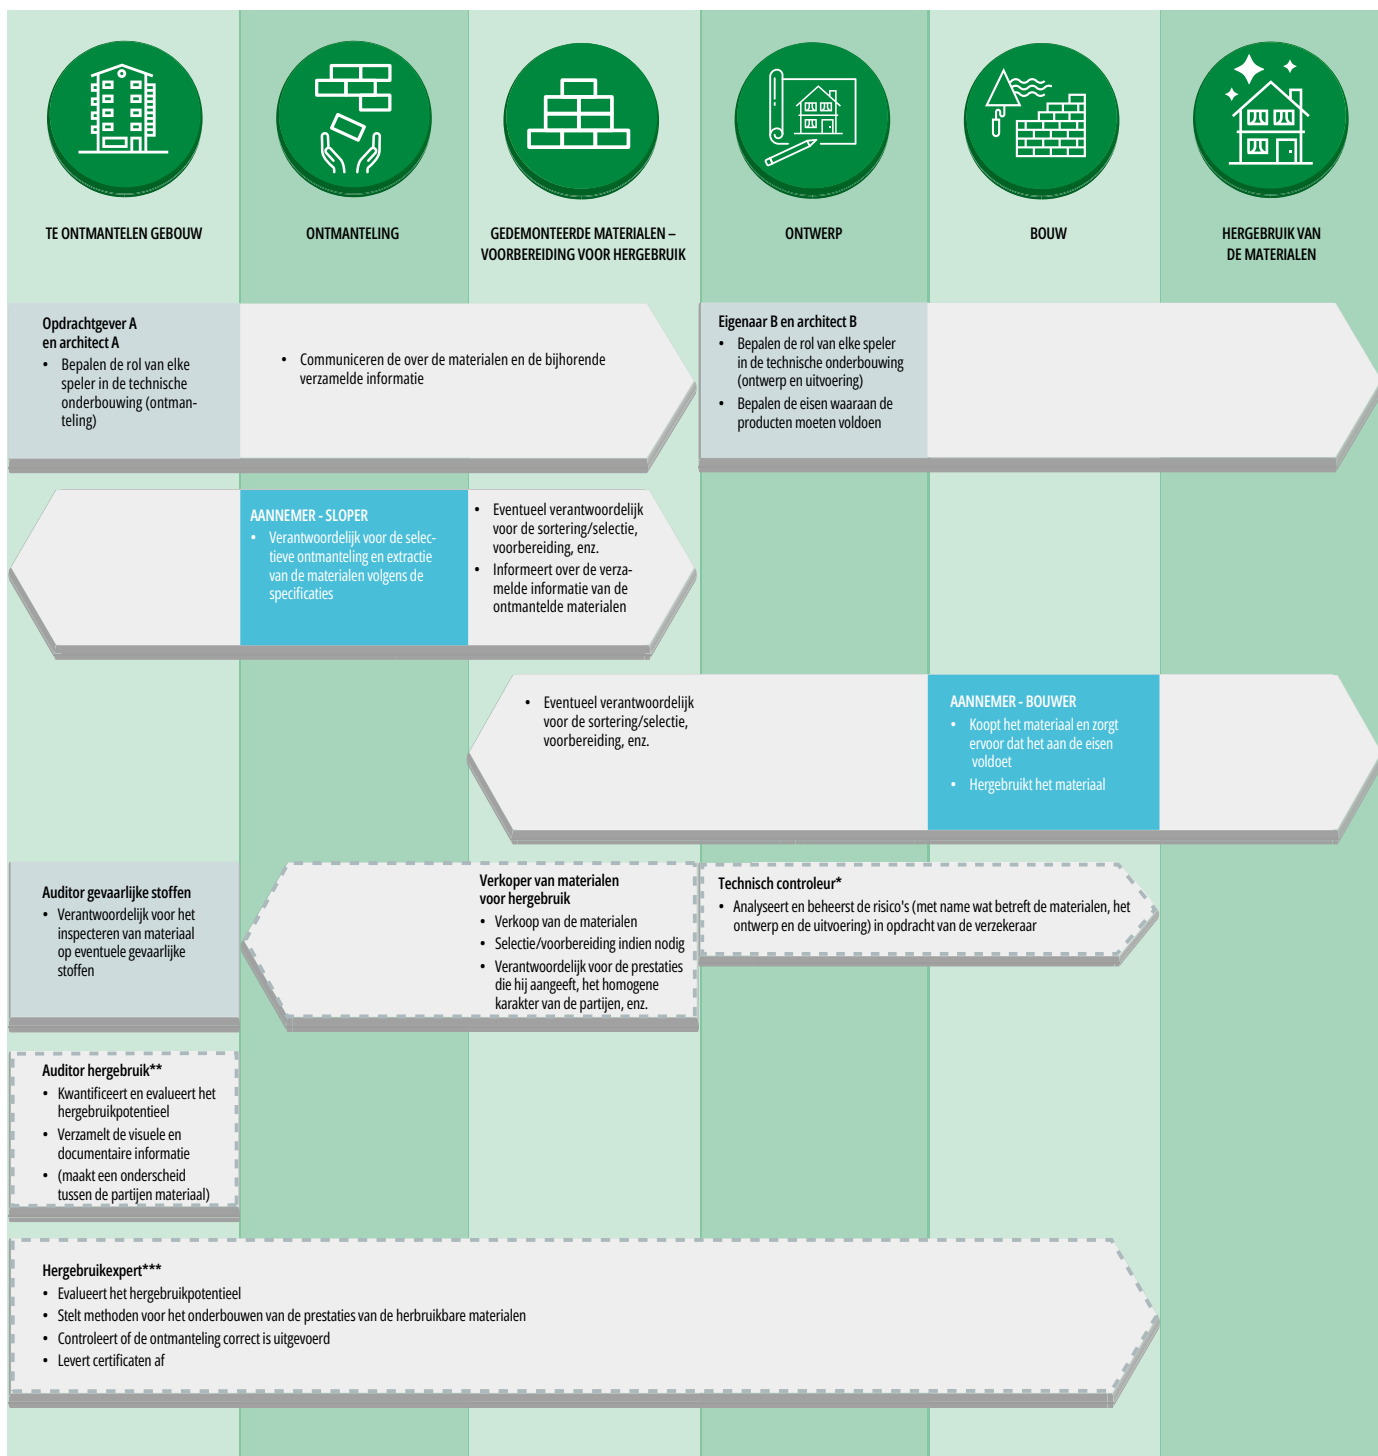 TE ONTMANTELEN GEBOUW
ONTMANTELING
GEDEMONTEERDE MATERIALEN –
VOORBEREIDING VOOR HERGEBRUIK
ONTWERP
BOUW
HERGEBRUIK VAN
DE MATERIALEN
Opdrachtgever A
en architect A
• Bepalen de rol van elke
speler in de technische
onderbouwing (ontman-
teling)
• Communiceren de over de materialen en de bijhorende
verzamelde informatie
Eigenaar B en architect B
• Bepalen de rol van elke speler
in de technische onderbouwing
(ontwerp en uitvoering)
• Bepalen de eisen waaraan de
producten moeten voldoen
AANNEMER - SLOPER
• Verantwoordelijk voor de selec-
tieve ontmanteling en extractie
van de materialen volgens de
specificaties
• Eventueel verantwoordelijk
voor de sortering/selectie,
voorbereiding, enz.
• Informeert over de verza-
melde informatie van de
ontmantelde materialen
• Eventueel verantwoordelijk
voor de sortering/selectie,
voorbereiding, enz.
AANNEMER - BOUWER
• Koopt het materiaal en zorgt
ervoor dat het aan de eisen
voldoet
• Hergebruikt het materiaal
Auditor gevaarlijke stoffen
• Verantwoordelijk voor het
inspecteren van materiaal
op eventuele gevaarlijke
stoffen
Verkoper van materialen
voor hergebruik
• Verkoop van de materialen
• Selectie/voorbereiding indien nodig
• Verantwoordelijk voor de prestaties
die hij aangeeft, het homogene
karakter van de partijen, enz.
Technisch controleur*
• Analyseert en beheerst de risico's (met name wat betreft de materialen, het
ontwerp en de uitvoering) in opdracht van de verzekeraar
Auditor hergebruik**
• Kwantificeert en evalueert het
hergebruikpotentieel
• Verzamelt de visuele en
documentaire informatie
• (maakt een onderscheid
tussen de partijen materiaal)
Hergebruikexpert***
• Evalueert het hergebruikpotentieel
• Stelt methoden voor het onderbouwen van de prestaties van de herbruikbare materialen
• Controleert of de ontmanteling correct is uitgevoerd
• Levert certificaten af